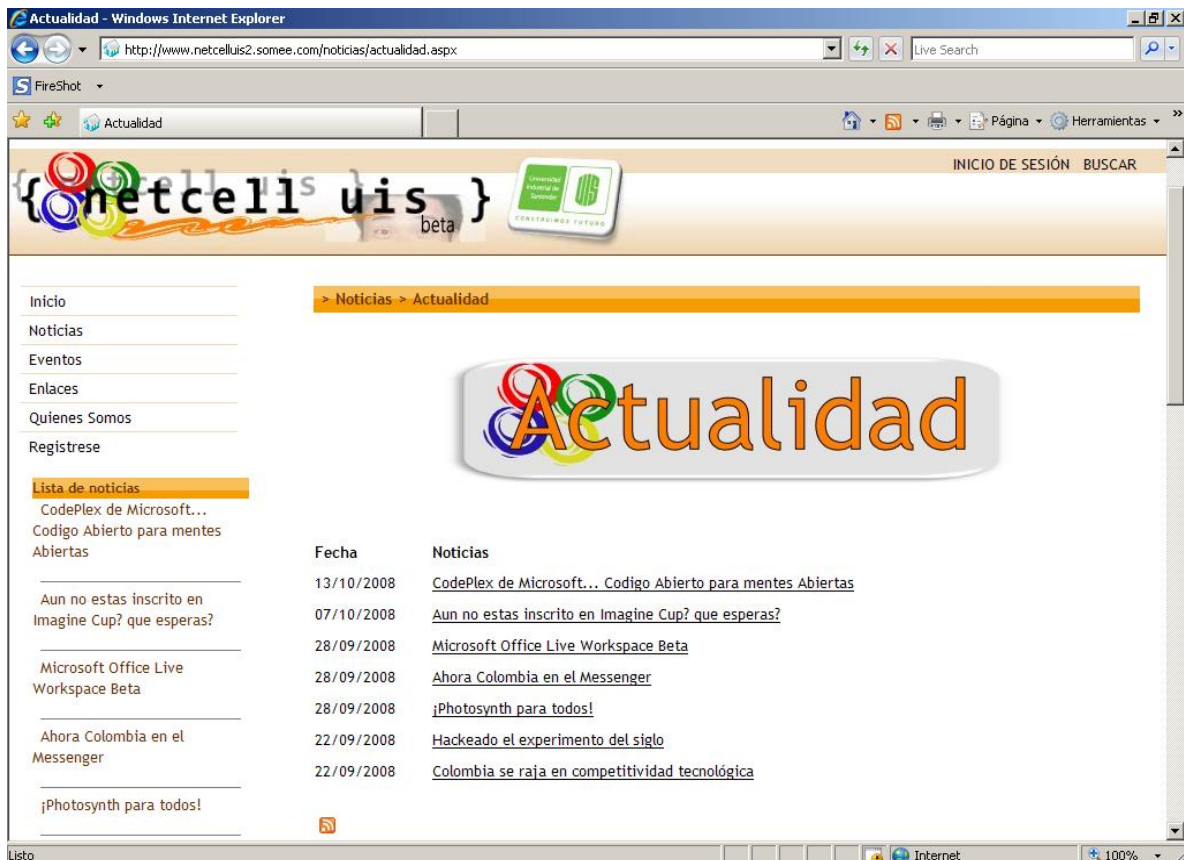 Actualidad - Windows Internet Explorer
http://www.netcelluis2.somee.com/noticias/actualidad.aspx
Live Search
FireShot
Actualidad
Página
Herramientas
INICIO DE SESIÓN BUSCAR
{ netcell uis }
beta
Universidad
Industrial de
Santander
UIS
CONSTRUIMOS FUTURO
Inicio
Noticias
Eventos
Enlaces
Quienes Somos
Registrese
Lista de noticias
CodePlex de Microsoft...
Codigo Abierto para mentes
Abiertas
Aun no estas inscrito en
Imagine Cup? que esperas?
Microsoft Office Live
Workspace Beta
Ahora Colombia en el
Messenger
¡Photosynth para todos!
> Noticias > Actualidad
Actualidad
Fecha Noticias
13/10/2008 CodePlex de Microsoft... Codigo Abierto para mentes Abiertas
07/10/2008 Aun no estas inscrito en Imagine Cup? que esperas?
28/09/2008 Microsoft Office Live Workspace Beta
28/09/2008 Ahora Colombia en el Messenger
28/09/2008 ¡Photosynth para todos!
22/09/2008 Hackeado el experimento del siglo
22/09/2008 Colombia se raja en competitividad tecnológica
Listo
Internet
100%